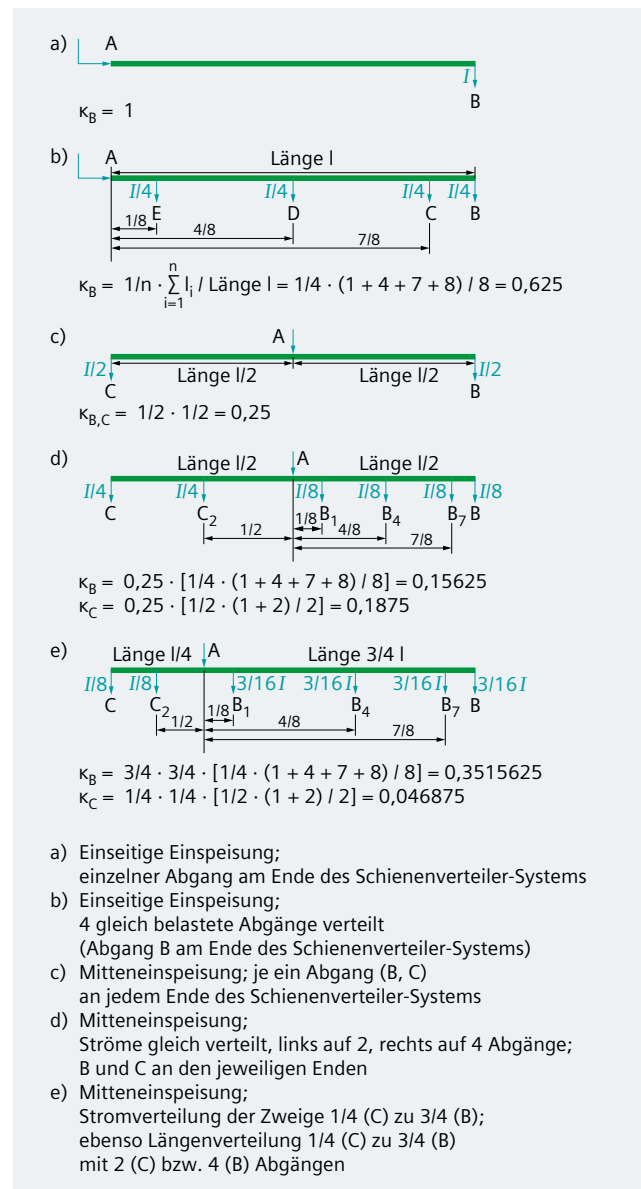 a) A
I
B
κB = 1
b) A Länge l
I/4 I/4 I/4 I/4
E D C B
1/8
4/8
7/8
κB = 1/n · n∑i=1 li / Länge l = 1/4 · (1 + 4 + 7 + 8) / 8 = 0,625
c) A
I/2 Länge l/2 Länge l/2 I/2
C B
κB,C = 1/2 · 1/2 = 0,25
d) Länge l/2 A Länge l/2
I/4 I/4 I/8 I/8 I/8 I/8
C C2 B1 B4 B7 B
1/2 1/8 4/8
7/8
κB = 0,25 · [1/4 · (1 + 4 + 7 + 8) / 8] = 0,15625
κC = 0,25 · [1/2 · (1 + 2) / 2] = 0,1875
e) Länge l/4 A Länge 3/4 l
I/8 I/8 3/16 I 3/16 I 3/16 I 3/16 I
C C2 B1 B4 B7 B
1/2 1/8 4/8
7/8
κB = 3/4 · 3/4 · [1/4 · (1 + 4 + 7 + 8) / 8] = 0,3515625
κC = 1/4 · 1/4 · [1/2 · (1 + 2) / 2] = 0,046875
a) Einseitige Einspeisung;
einzelner Abgang am Ende des Schienenverteiler-Systems
b) Einseitige Einspeisung;
4 gleich belastete Abgänge verteilt
(Abgang B am Ende des Schienenverteiler-Systems)
c) Mitteneinspeisung; je ein Abgang (B, C)
an jedem Ende des Schienenverteiler-Systems
d) Mitteneinspeisung;
Ströme gleich verteilt, links auf 2, rechts auf 4 Abgänge;
B und C an den jeweiligen Enden
e) Mitteneinspeisung;
Stromverteilung der Zweige 1/4 (C) zu 3/4 (B);
ebenso Längenverteilung 1/4 (C) zu 3/4 (B)
mit 2 (C) bzw. 4 (B) Abgängen